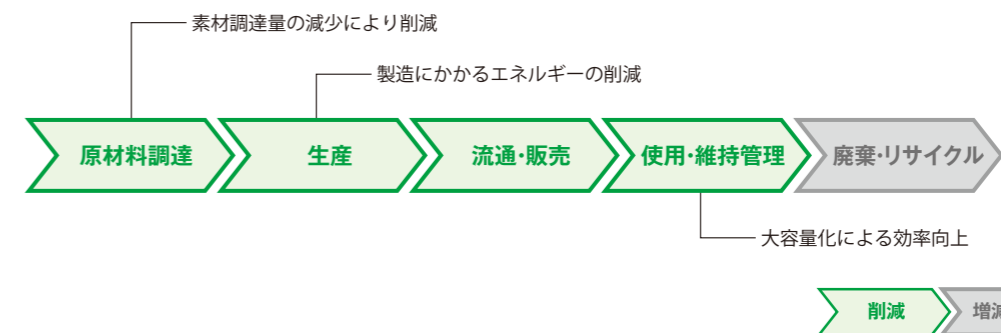 素材調達量の減少により削減
製造にかかるエネルギーの削減
原材料調達
生産
流通・販売
使用・維持管理
廃棄・リサイクル
大容量化による効率向上
削減
増減